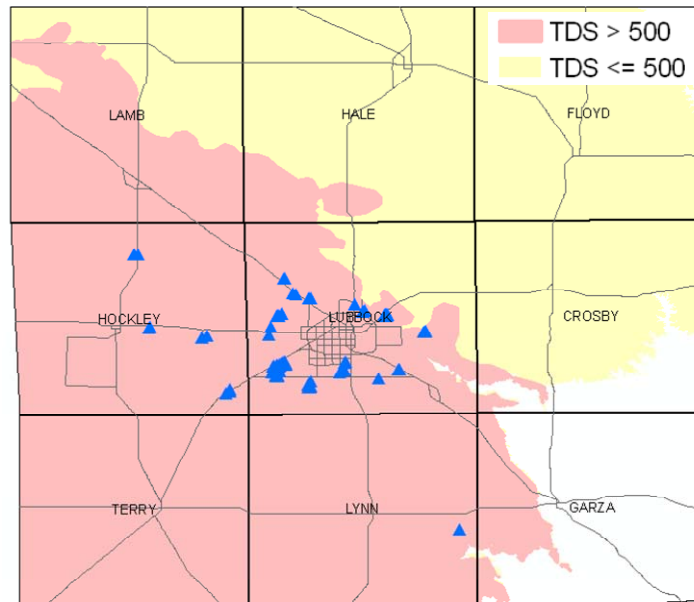 TDS > 500
TDS <= 500
LAMB
HALE
FLOYD
HOCKLEY
LUBBOCK
CROSBY
TERRY
LYNN
GARZA